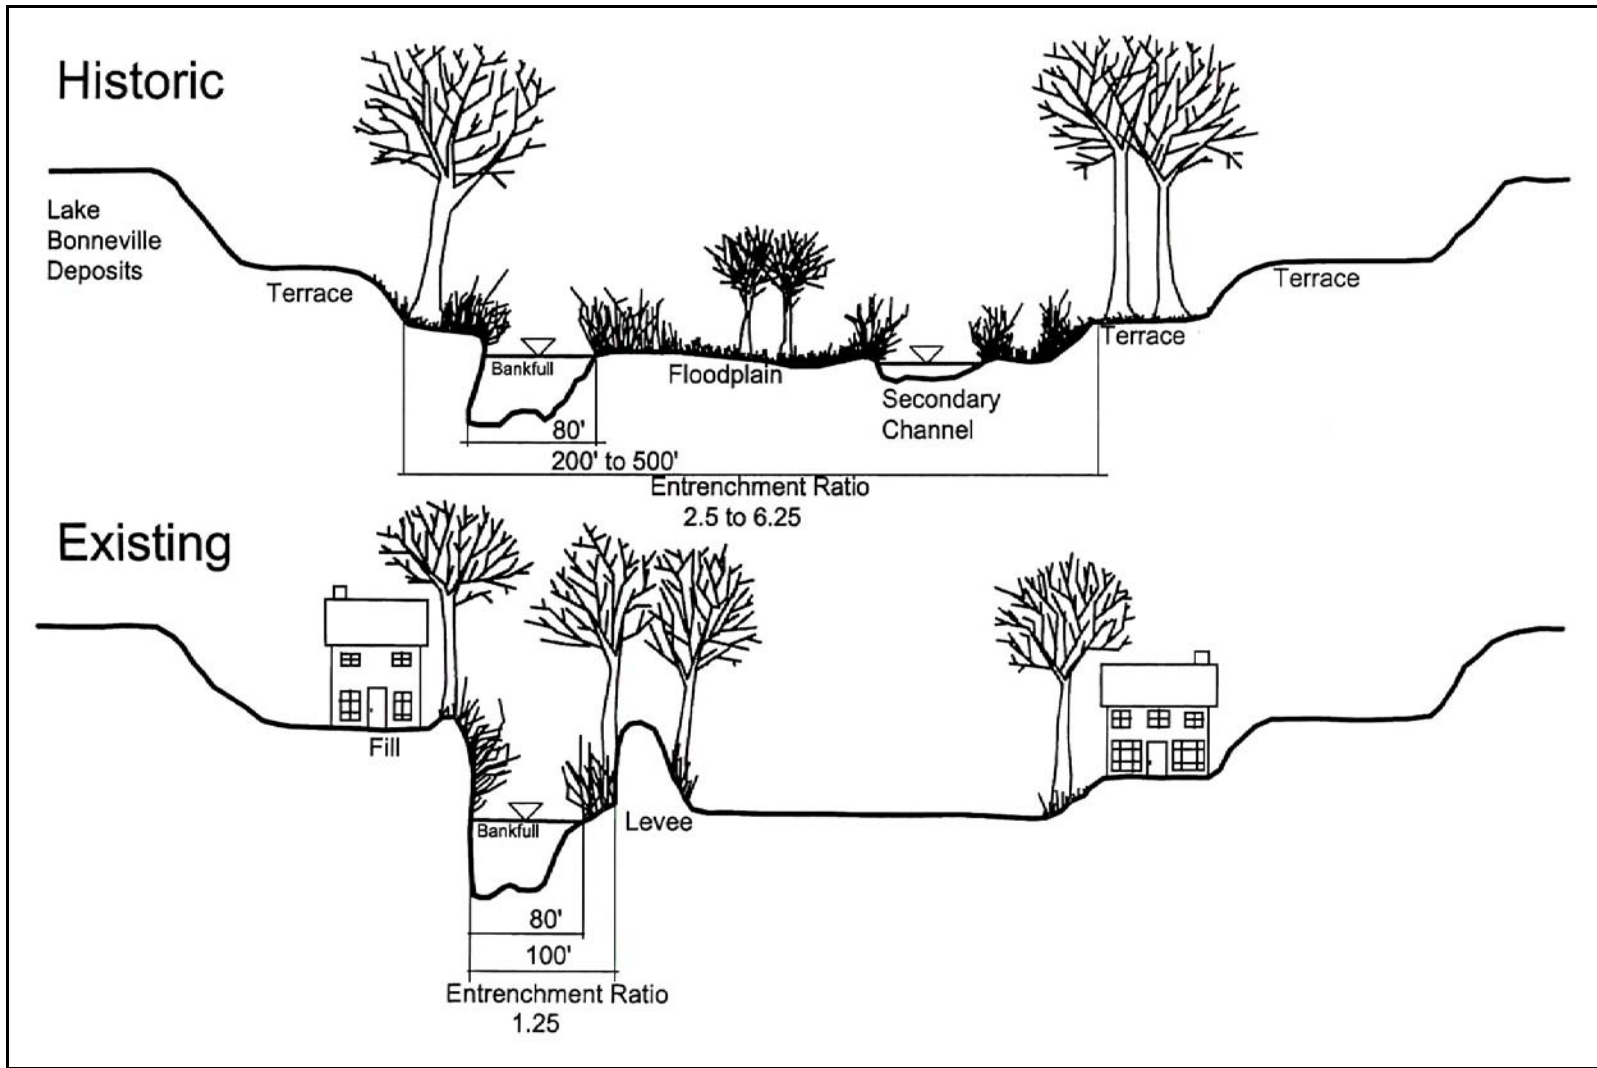 Historic
Lake
Bonneville
Deposits
Terrace
Terrace
Terrace
Bankfull
Floodplain
Secondary
Channel
80'
200' to 500'
Entrenchment Ratio
2.5 to 6.25
Existing
Fill
Bankfull
Levee
80'
100'
Entrenchment Ratio
1.25